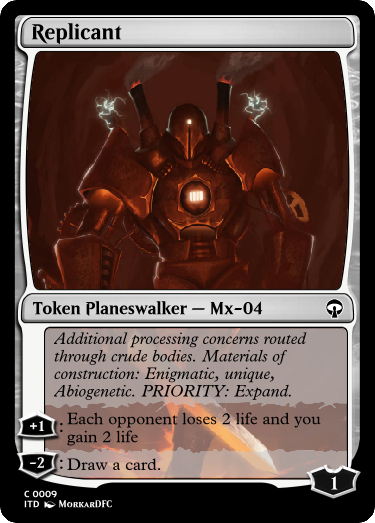 Replicant
Token Planeswalker — Mx-04
Additional processing concerns routed
through crude bodies. Materials of
construction: Enigmatic, unique,
Abiogenetic. PRIORITY: Expand.
+1 : Each opponent loses 2 life and you
gain 2 life
-2 : Draw a card.
1
C 0009
ITD MorkarDFC